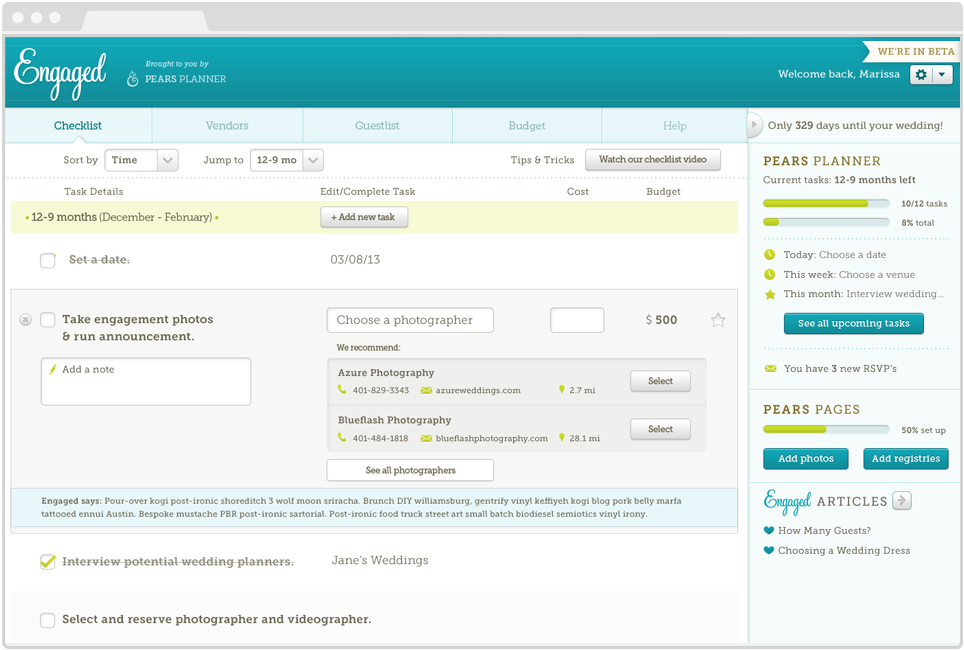 WE'RE IN BETA
Engaged
Brought to you by
PEARS PLANNER
Welcome back, Marissa
Checklist Vendors Guestlist Budget Help
Only 329 days until your wedding!
Sort by Time Jump to 12-9 mo Tips & Tricks Watch our checklist video
Task Details Edit/Complete Task Cost Budget
• 12-9 months (December - February) • + Add new task
Set a date. 03/08/13
Take engagement photos
& run announcement.
Choose a photographer $ 500
We recommend:
Add a note
Azure Photography
401-829-3343 azureweddings.com 2.7 mi
Select
Blueflash Photography
401-484-1818 blueflashphotography.com 28.1 mi
Select
See all photographers
Engaged says: Pour-over kogi post-ironic shoreditch 3 wolf moon sriracha. Brunch DIY williamsburg, gentrify vinyl keffiyeh kogi blog pork belly marfa
tattooed ennui Austin. Bespoke mustache PBR post-ironic sartorial. Post-ironic food truck street art small batch biodiesel semiotics vinyl irony.
Interview potential wedding planners. Jane's Weddings
Select and reserve photographer and videographer.
PEARS PLANNER
Current tasks: 12-9 months left
10/12 tasks
8% total
Today: Choose a date
This week: Choose a venue
This month: Interview wedding...
See all upcoming tasks
You have 3 new RSVP's
PEARS PAGES
50% set up
Add photos Add registries
Engaged ARTICLES
How Many Guests?
Choosing a Wedding Dress